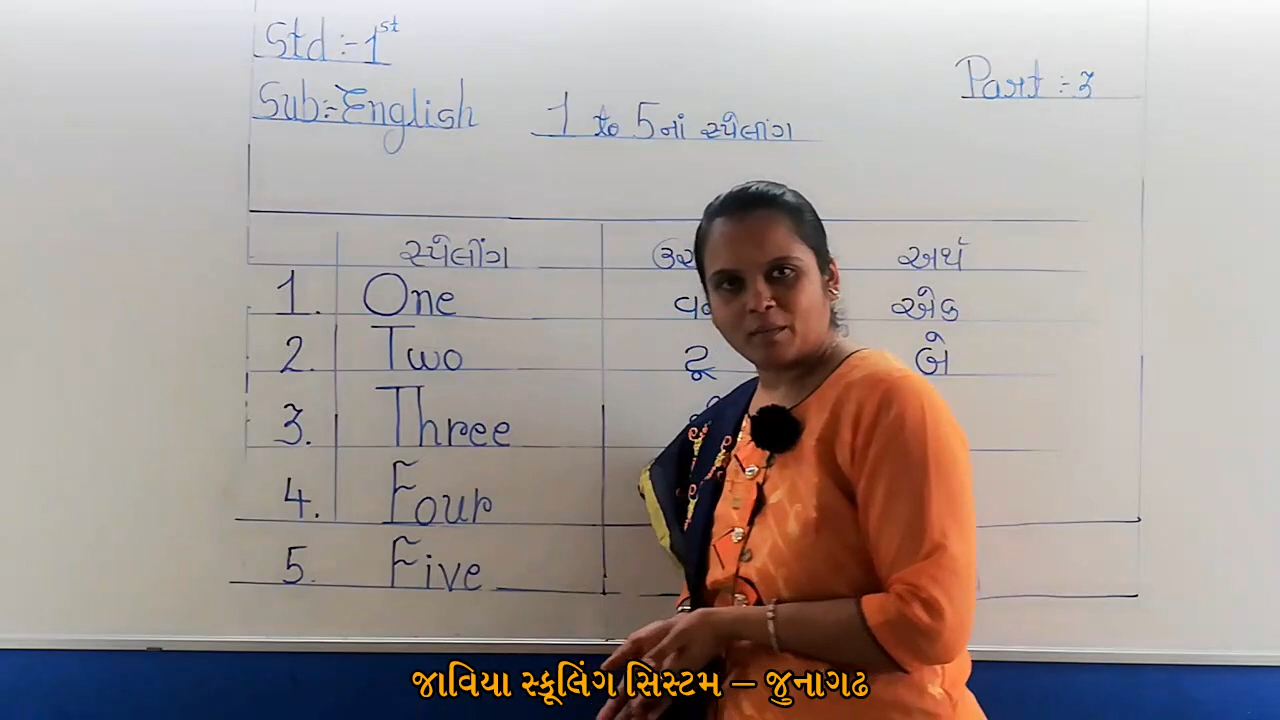 Std :- 1st
Part :- 3
Sub:- English
1 to 5 નાં સ્પેલીંગ
સ્પેલીંગ અર્થ
1. One એક
2. Two ટૂ બે
3. Three
4. Four
5. Five
જાવિયા સ્કૂલિંગ સિસ્ટમ – જુનાગઢ